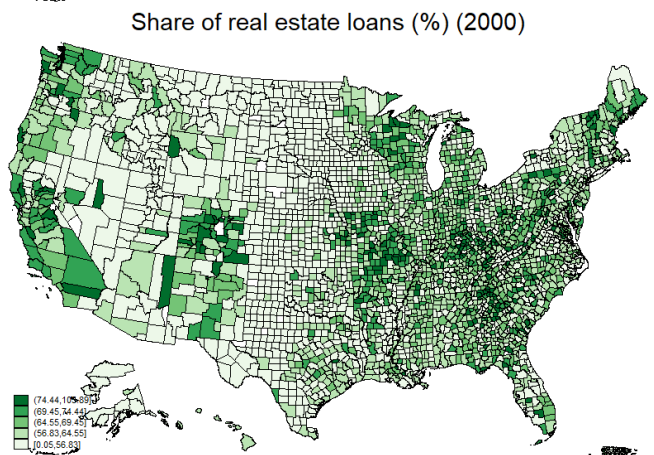 Share of real estate loans (%) (2000)
(69.45,74.44]
(64.55,69.45]
(56.83,64.55]
[0.05,56.83]